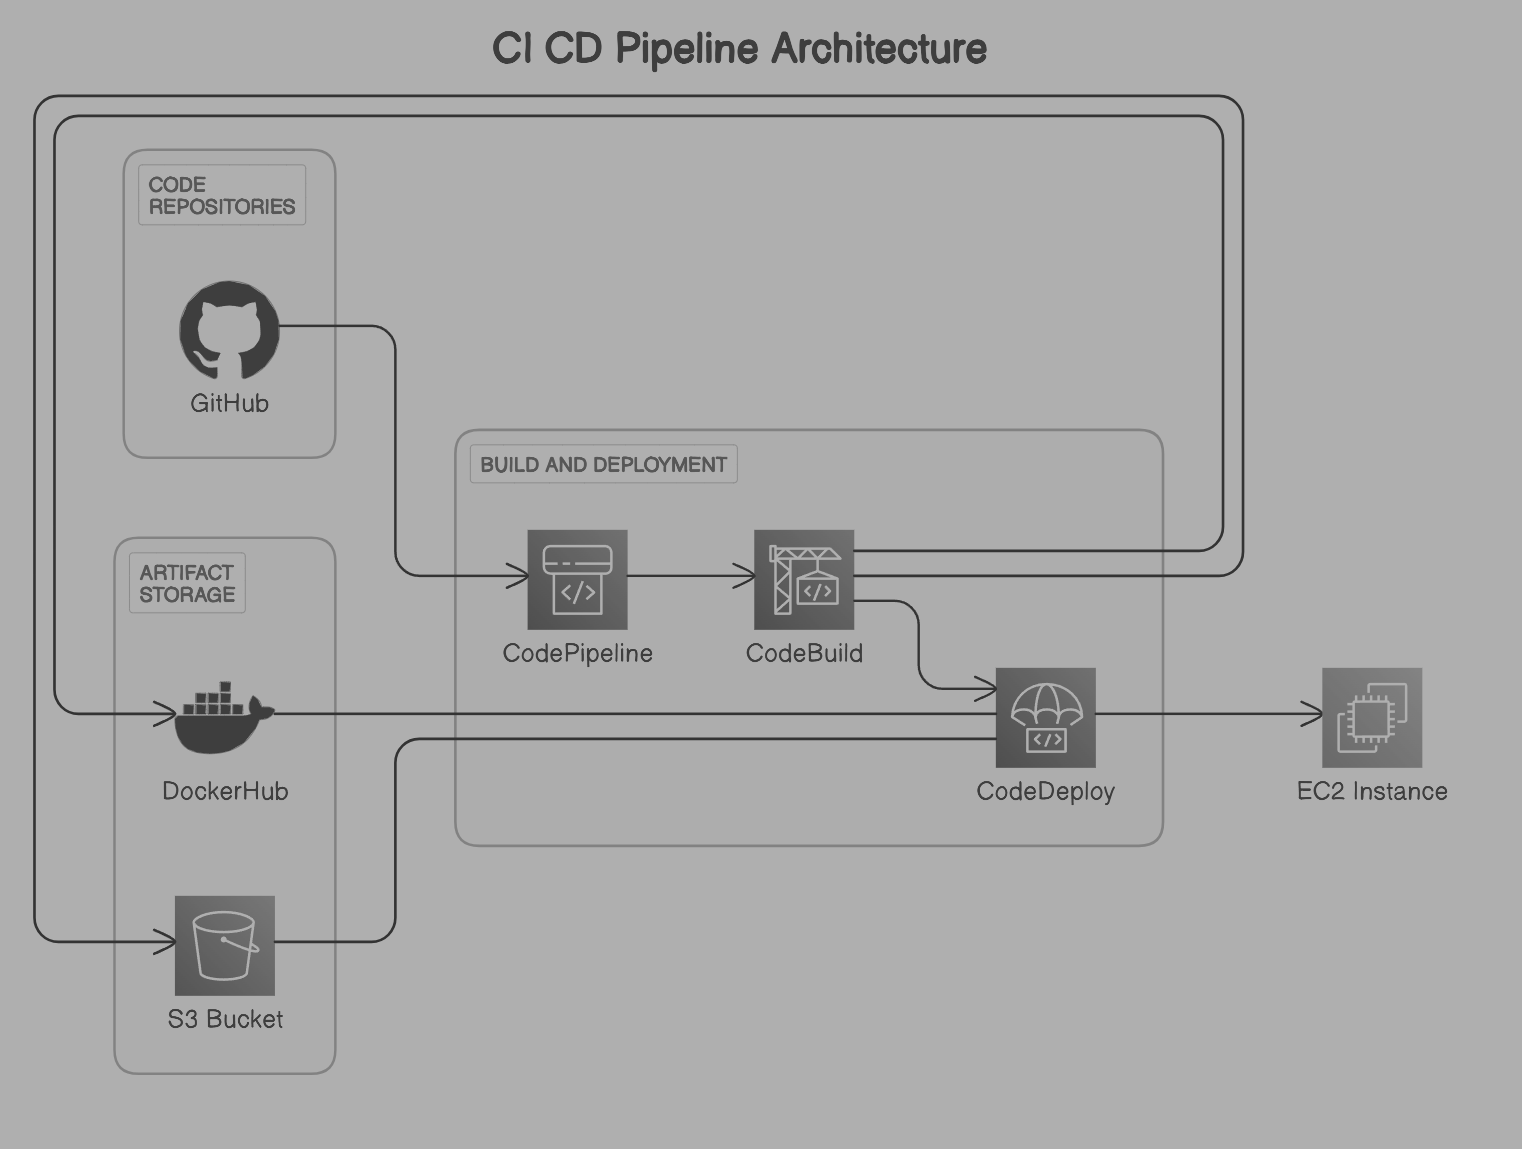 CI CD Pipeline Architecture
CODE
REPOSITORIES
GitHub
BUILD AND DEPLOYMENT
CodePipeline
CodeBuild
ARTIFACT
STORAGE
DockerHub
CodeDeploy
EC2 Instance
S3 Bucket